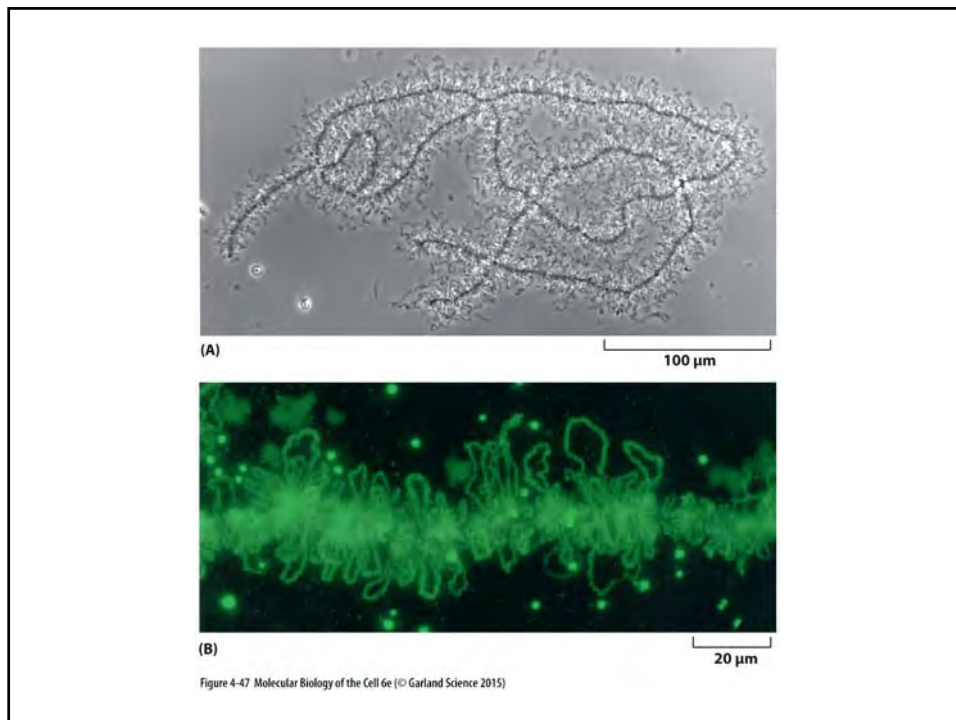 (A)
100 μm
(B)
20 μm
Figure 4-47 Molecular Biology of the Cell 6e (© Garland Science 2015)